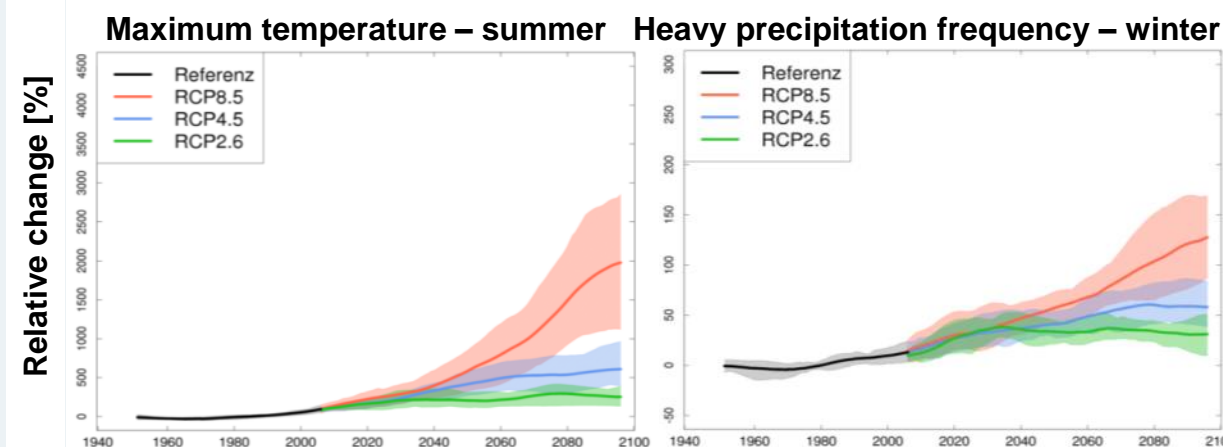 Maximum temperature – summer
Heavy precipitation frequency – winter
Relative change [%]
4500
4000
3500
3000
2500
2000
1500
1000
500
0
Referenz
RCP8.5
RCP4.5
RCP2.6
1940 1960 1980 2000 2020 2040 2060 2080 2100
300
250
200
150
100
50
0
-50
Referenz
RCP8.5
RCP4.5
RCP2.6
1940 1960 1980 2000 2020 2040 2060 2080 210